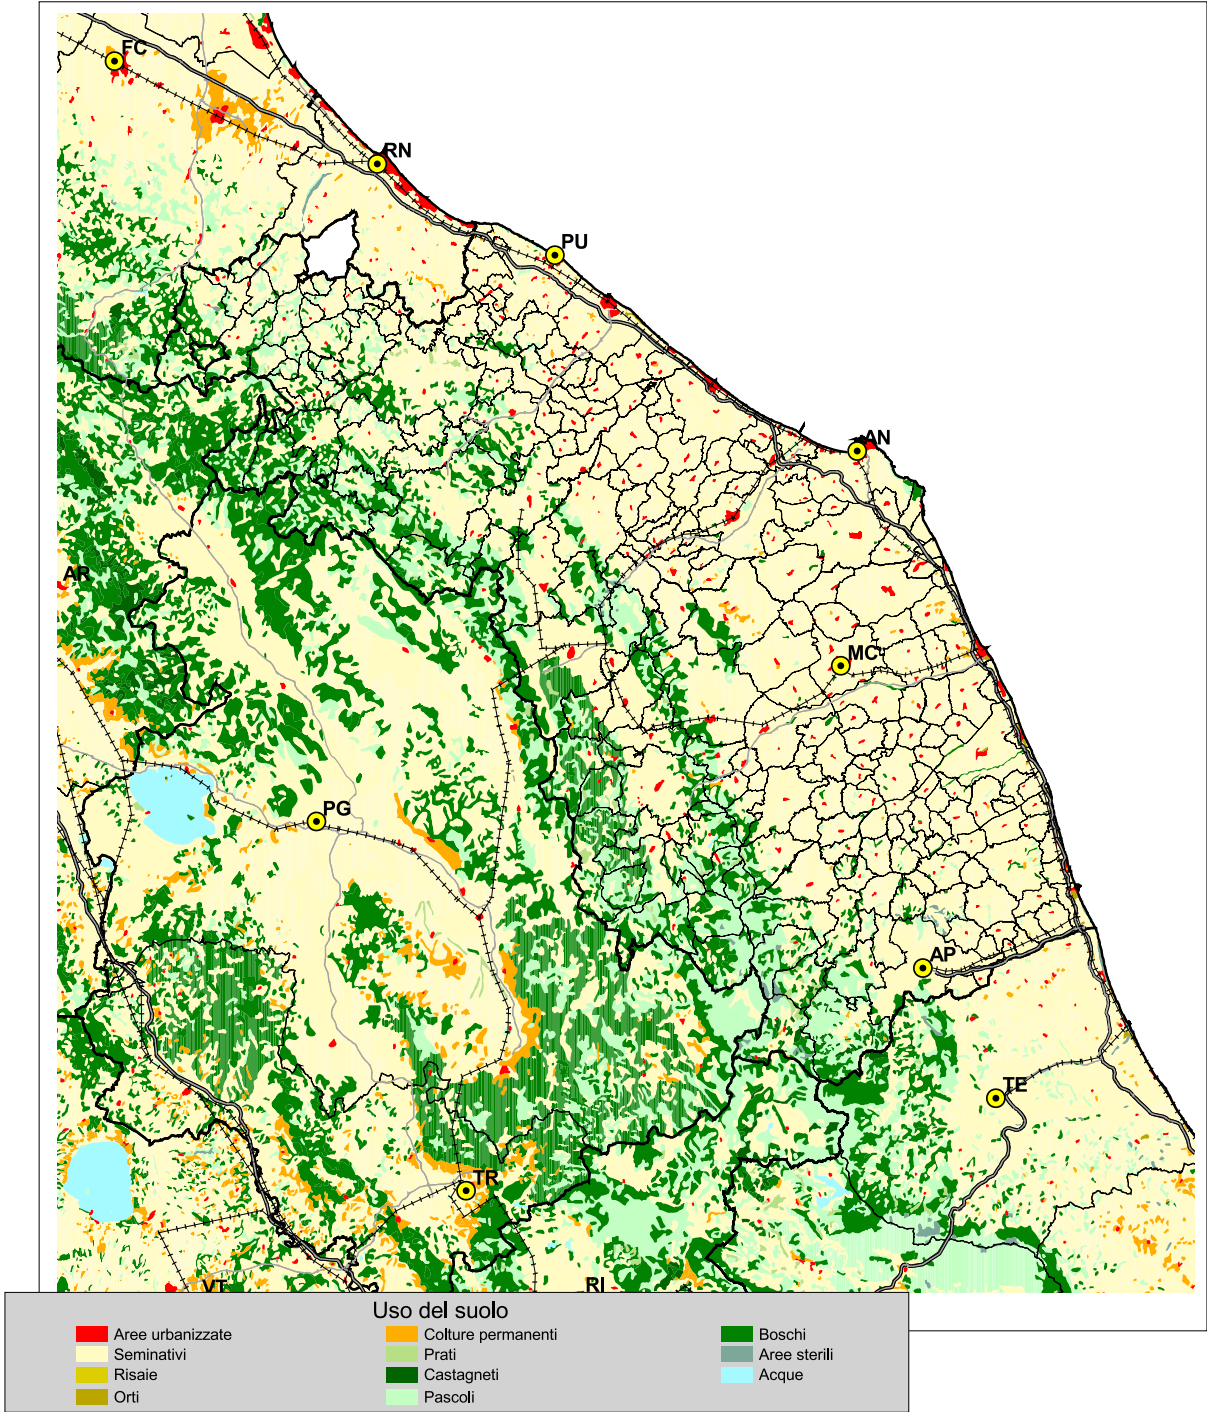 FC
RN
PU
AN
AR
MC
PG
AP
TE
TR
VT
RI
Uso del suolo
Aree urbanizzate
Seminativi
Risaie
Orti
Colture permanenti
Prati
Castagneti
Pascoli
Boschi
Aree sterili
Acque